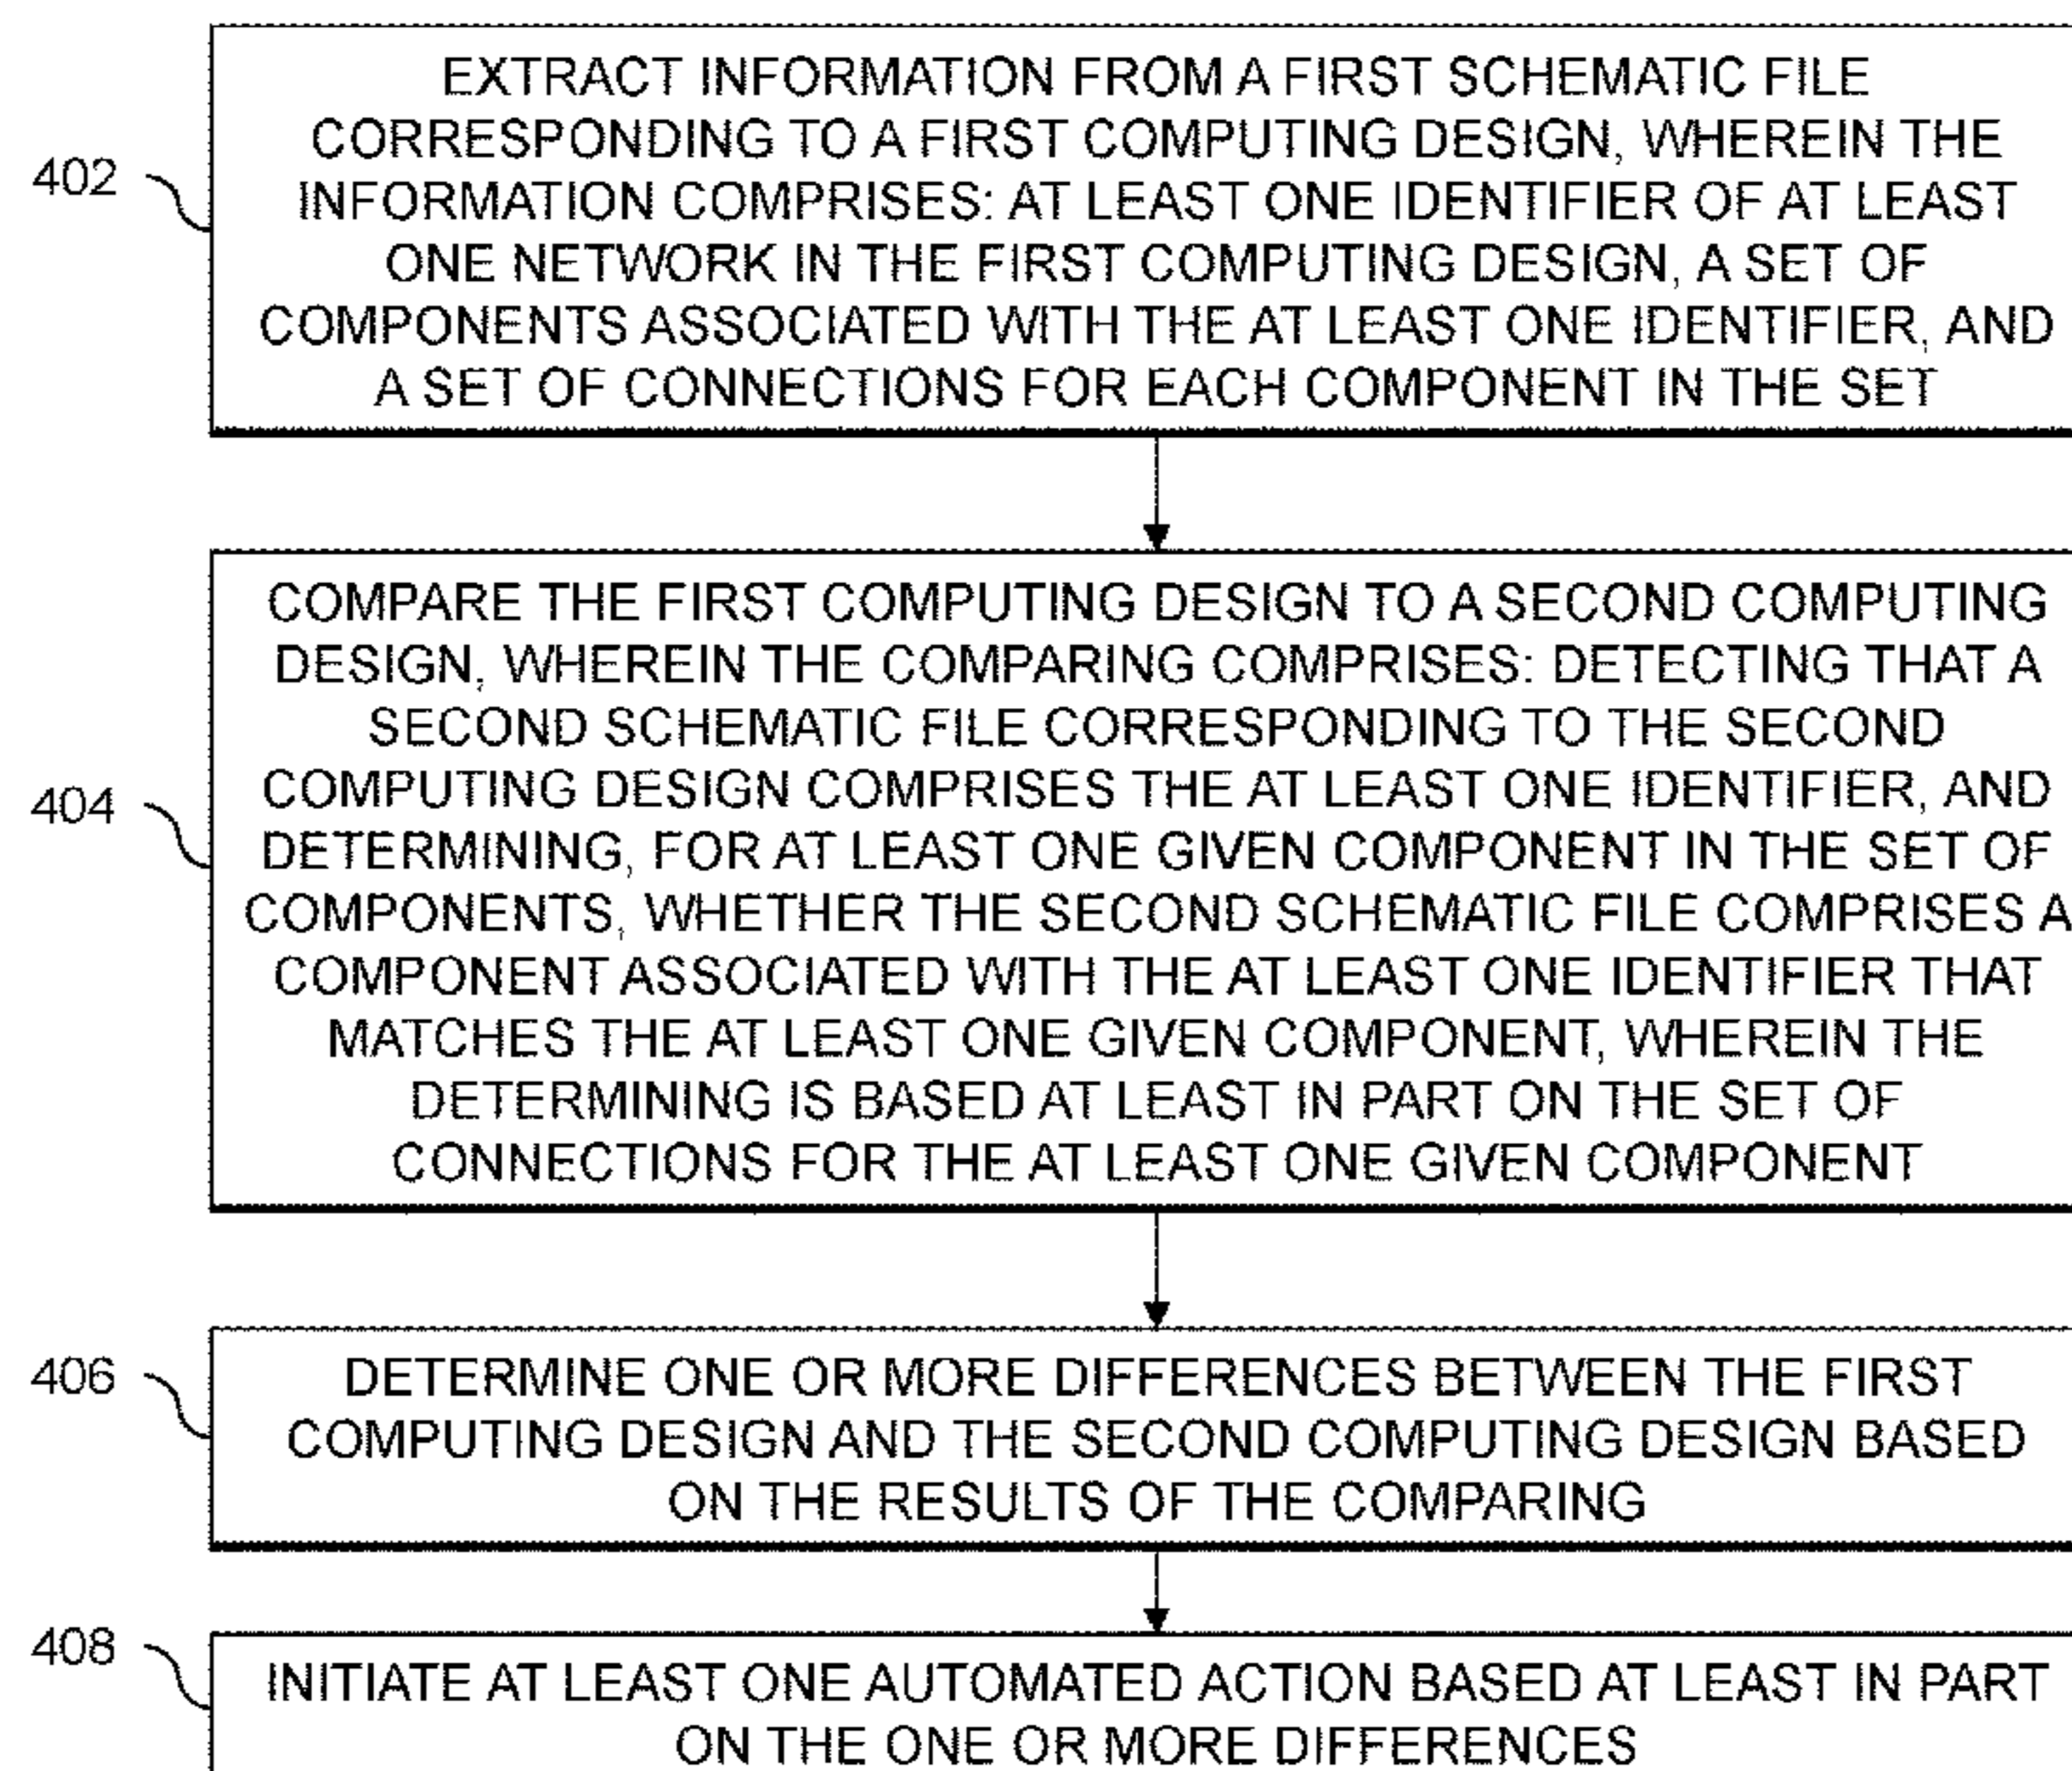 402
EXTRACT INFORMATION FROM A FIRST SCHEMATIC FILE
CORRESPONDING TO A FIRST COMPUTING DESIGN, WHEREIN THE
INFORMATION COMPRISES: AT LEAST ONE IDENTIFIER OF AT LEAST
ONE NETWORK IN THE FIRST COMPUTING DESIGN, A SET OF
COMPONENTS ASSOCIATED WITH THE AT LEAST ONE IDENTIFIER, AND
A SET OF CONNECTIONS FOR EACH COMPONENT IN THE SET
404
COMPARE THE FIRST COMPUTING DESIGN TO A SECOND COMPUTING
DESIGN, WHEREIN THE COMPARING COMPRISES: DETECTING THAT A
SECOND SCHEMATIC FILE CORRESPONDING TO THE SECOND
COMPUTING DESIGN COMPRISES THE AT LEAST ONE IDENTIFIER, AND
DETERMINING, FOR AT LEAST ONE GIVEN COMPONENT IN THE SET OF
COMPONENTS, WHETHER THE SECOND SCHEMATIC FILE COMPRISES A
COMPONENT ASSOCIATED WITH THE AT LEAST ONE IDENTIFIER THAT
MATCHES THE AT LEAST ONE GIVEN COMPONENT, WHEREIN THE
DETERMINING IS BASED AT LEAST IN PART ON THE SET OF
CONNECTIONS FOR THE AT LEAST ONE GIVEN COMPONENT
406
DETERMINE ONE OR MORE DIFFERENCES BETWEEN THE FIRST
COMPUTING DESIGN AND THE SECOND COMPUTING DESIGN BASED
ON THE RESULTS OF THE COMPARING
408
INITIATE AT LEAST ONE AUTOMATED ACTION BASED AT LEAST IN PART
ON THE ONE OR MORE DIFFERENCES